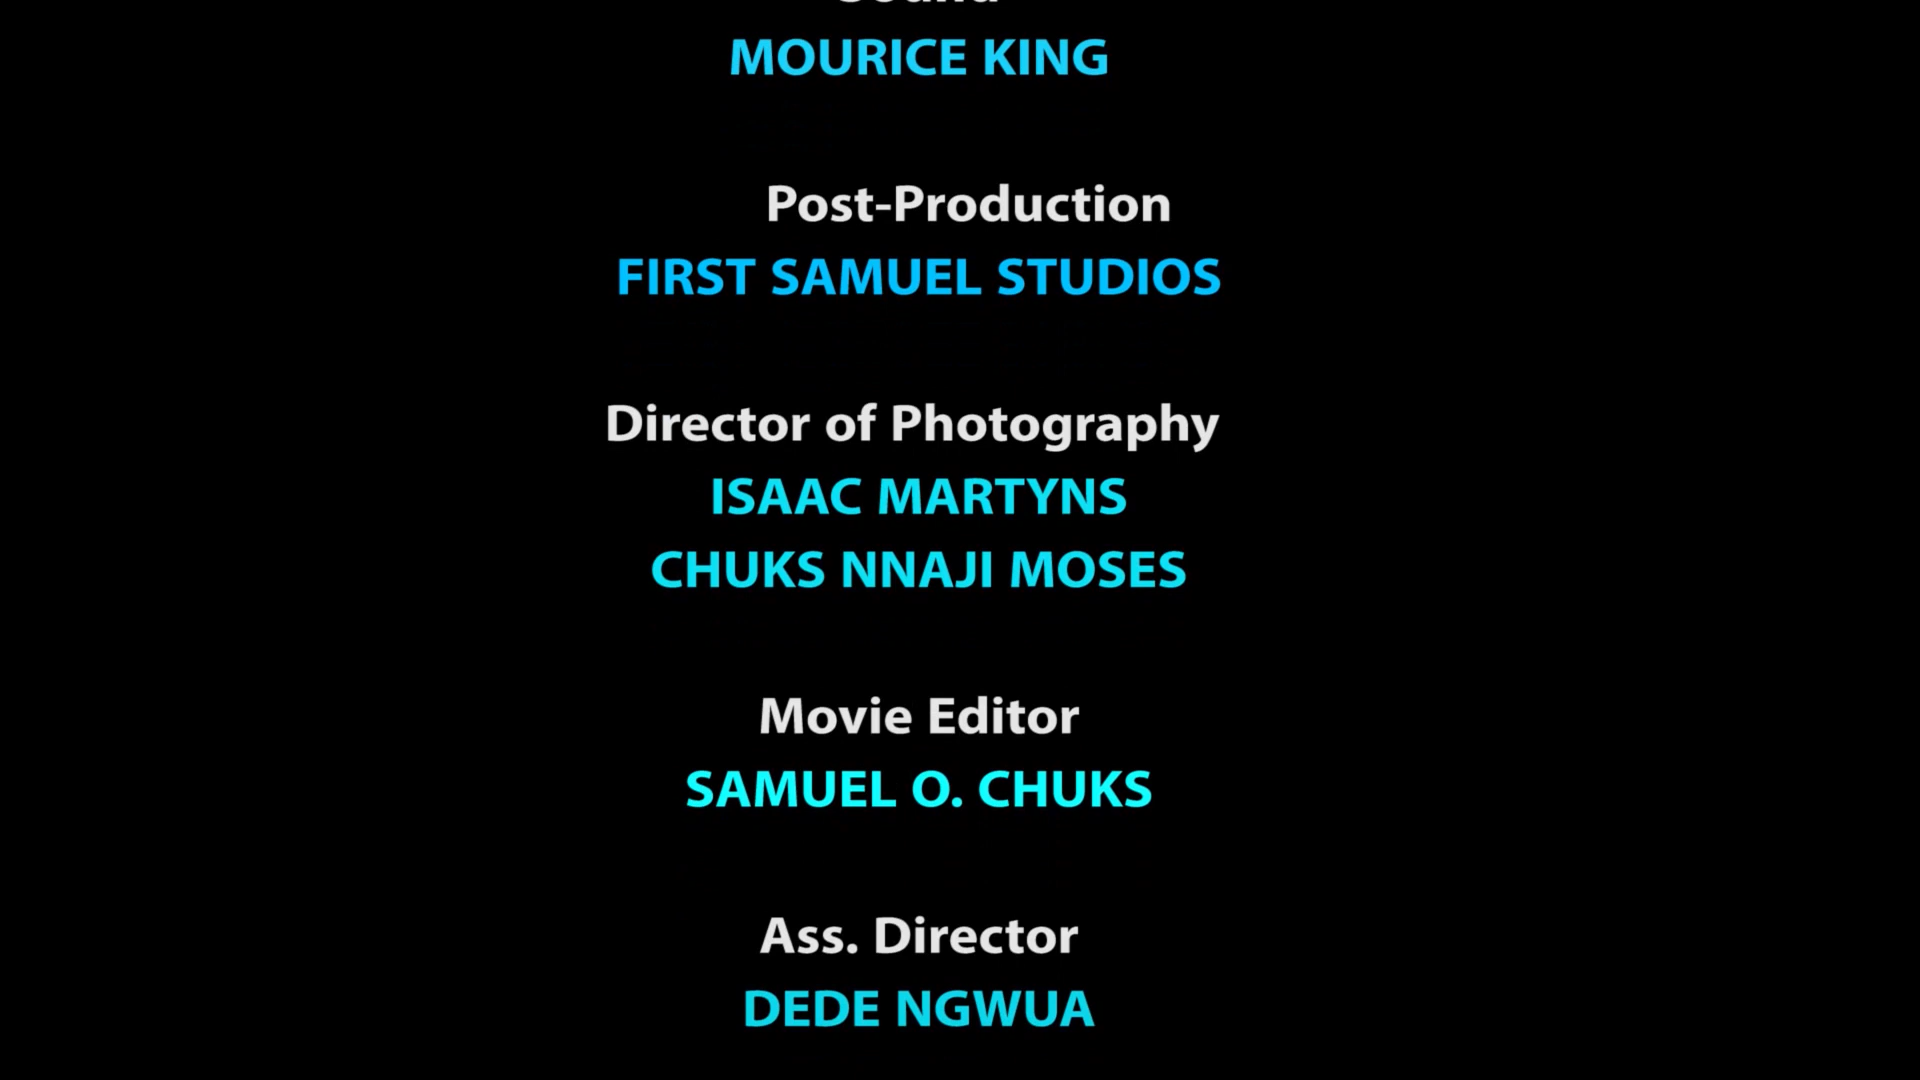 Sound
MOURICE KING
Post-Production
FIRST SAMUEL STUDIOS
Director of Photography
ISAAC MARTYNS
CHUKS NNAJI MOSES
Movie Editor
SAMUEL O. CHUKS
Ass. Director
DEDE NGWUA